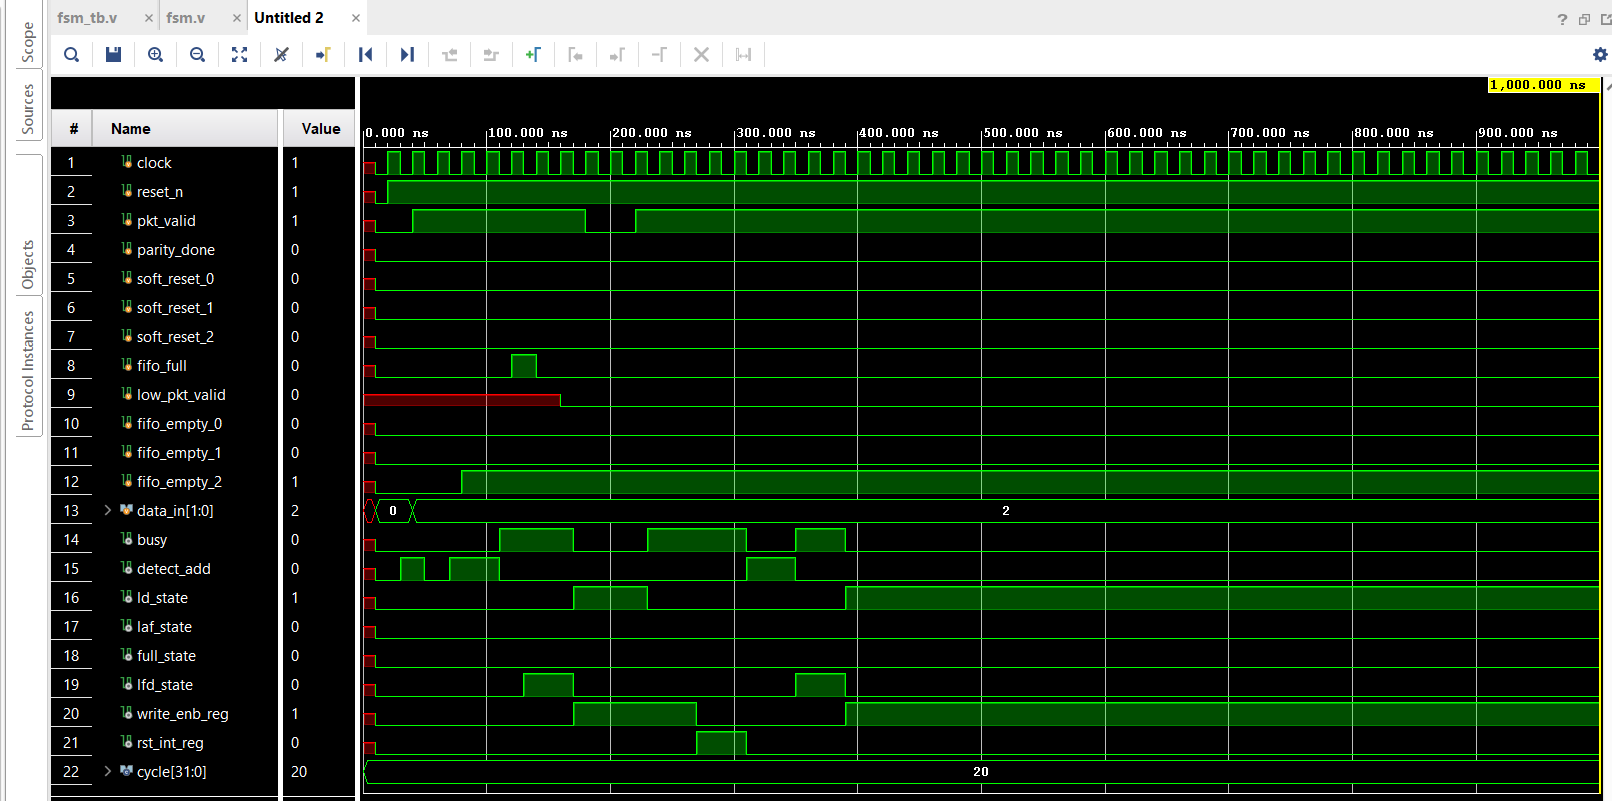 fsm_tb.v × fsm.v × Untitled 2 ×
?
Scope
Sources
Objects
Protocol Instances
1,000.000 ns
# Name Value
0.000 ns 100.000 ns 200.000 ns 300.000 ns 400.000 ns 500.000 ns 600.000 ns 700.000 ns 800.000 ns 900.000 ns
1 clock 1
2 reset_n 1
3 pkt_valid 1
4 parity_done 0
5 soft_reset_0 0
6 soft_reset_1 0
7 soft_reset_2 0
8 fifo_full 0
9 low_pkt_valid 0
10 fifo_empty_0 0
11 fifo_empty_1 0
12 fifo_empty_2 1
13 data_in[1:0] 2 0 2
14 busy 0
15 detect_add 0
16 ld_state 1
17 laf_state 0
18 full_state 0
19 lfd_state 0
20 write_enb_reg 1
21 rst_int_reg 0
22 cycle[31:0] 20 20